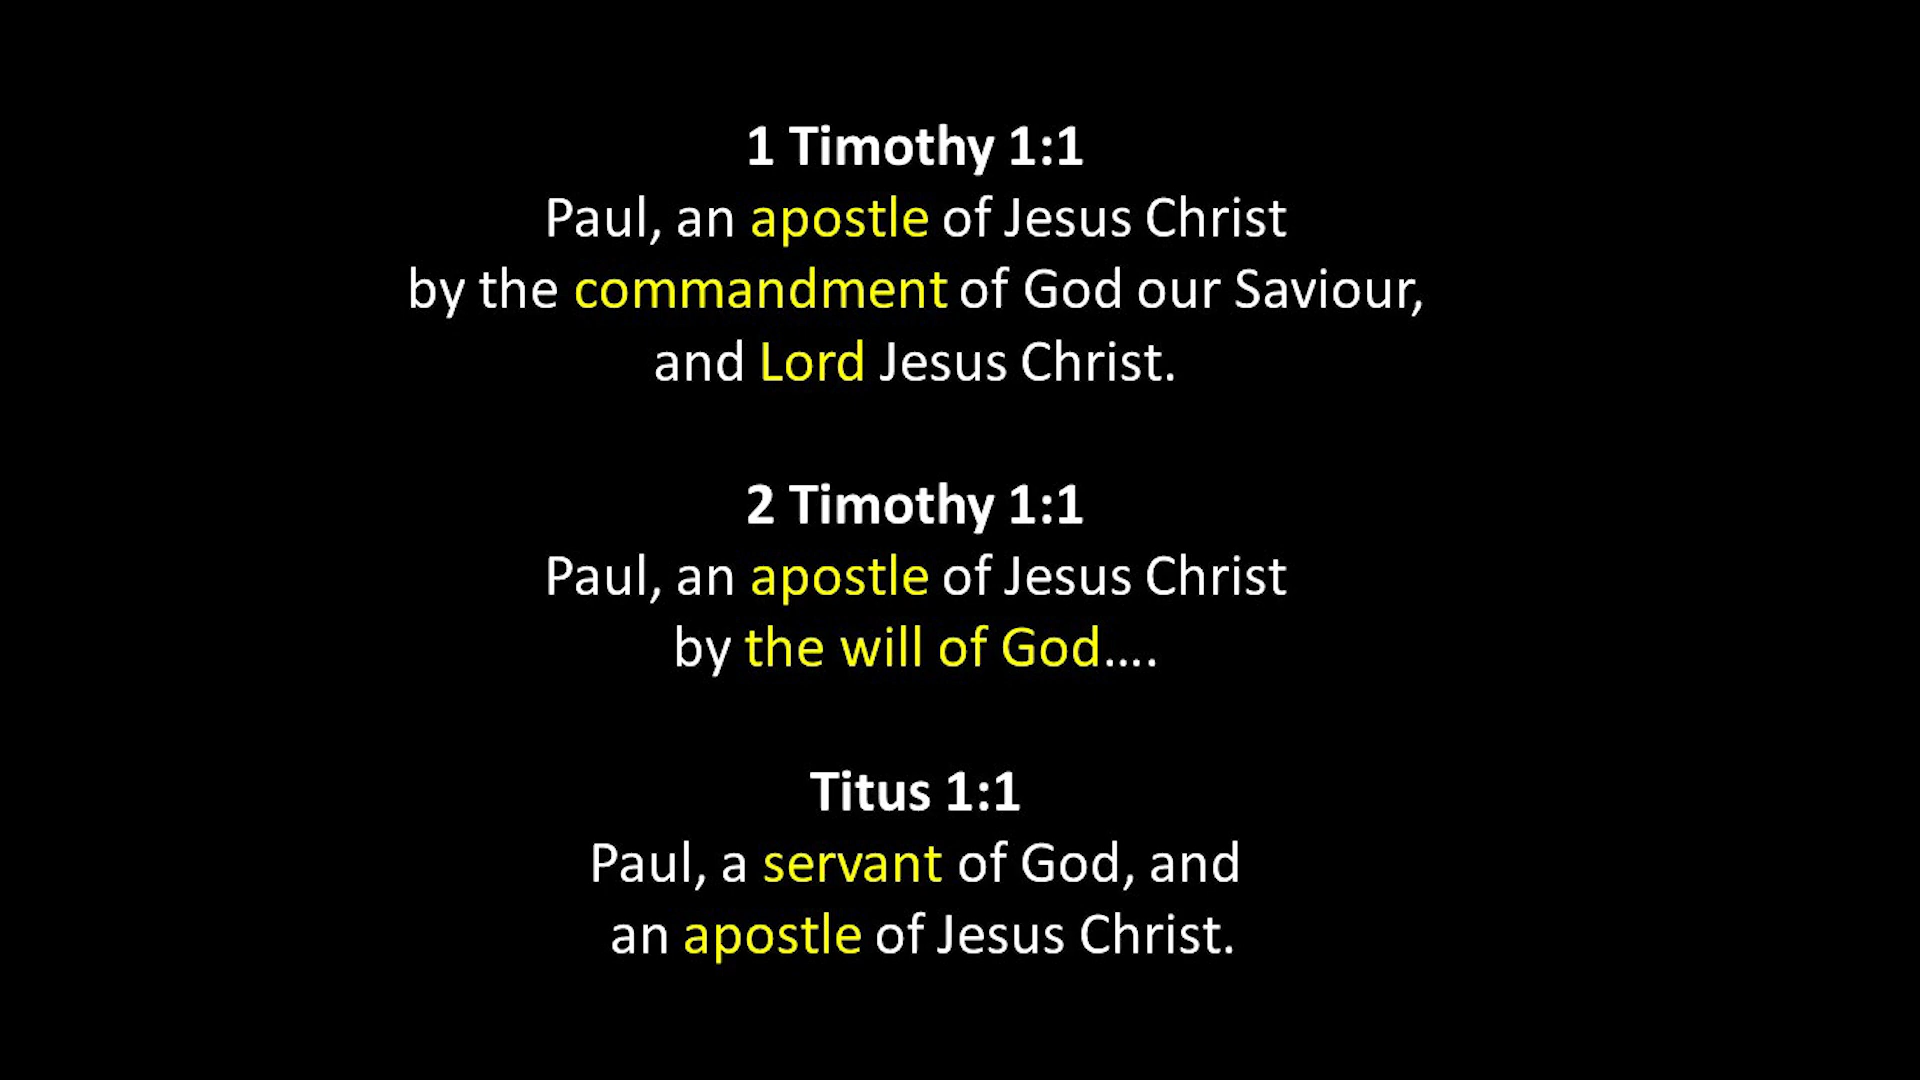 1 Timothy 1:1
Paul, an apostle of Jesus Christ
by the commandment of God our Saviour,
and Lord Jesus Christ.
2 Timothy 1:1
Paul, an apostle of Jesus Christ
by the will of God....
Titus 1:1
Paul, a servant of God, and
an apostle of Jesus Christ.